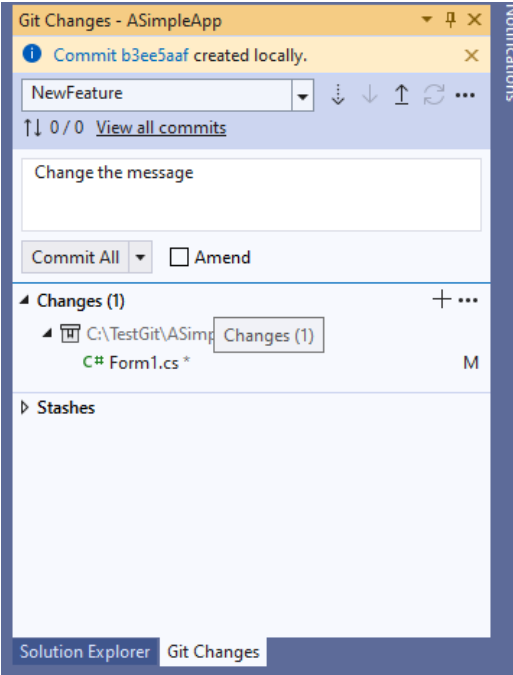 Git Changes - ASimpleApp
Commit b3ee5aaf created locally.
NewFeature
0 / 0 View all commits
Change the message
Commit All
Amend
Changes (1)
C:\TestGit\ASimp
Changes (1)
C# Form1.cs *
M
Stashes
Solution Explorer
Git Changes
Notifications